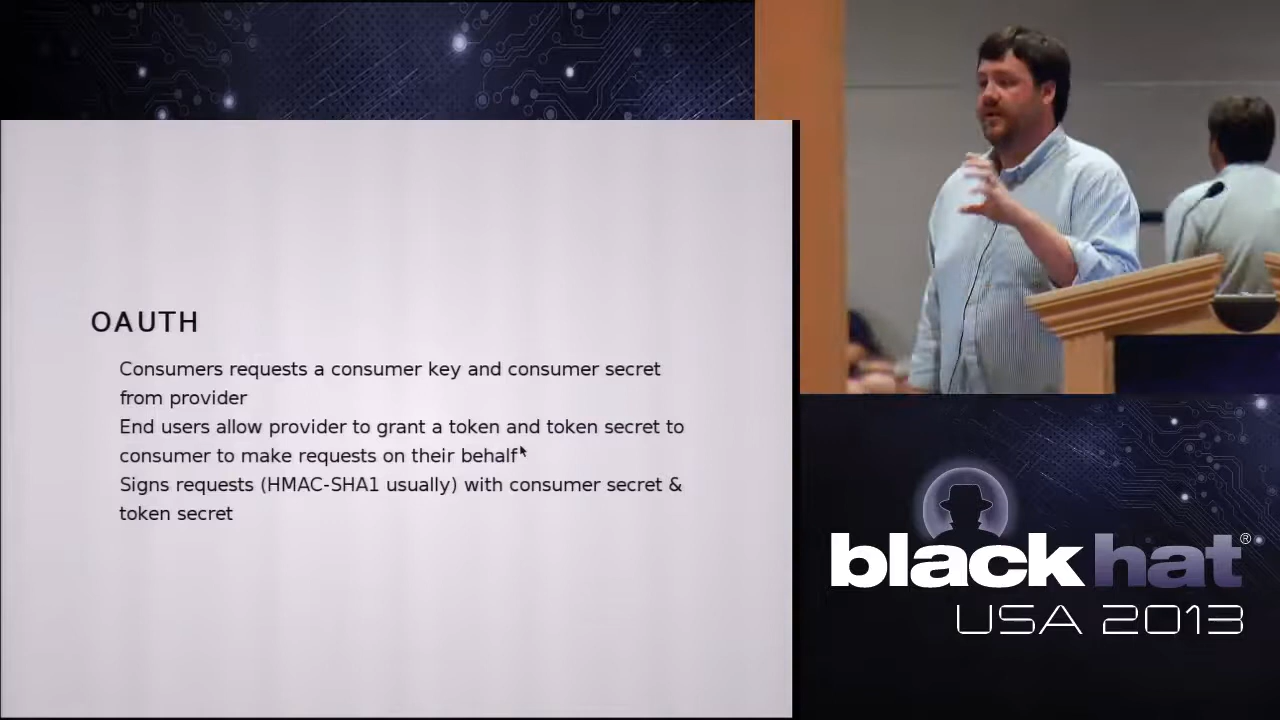 OAUTH
Consumers requests a consumer key and consumer secret
from provider
End users allow provider to grant a token and token secret to
consumer to make requests on their behalf
Signs requests (HMAC-SHA1 usually) with consumer secret &
token secret
blackhat®
USA 2013